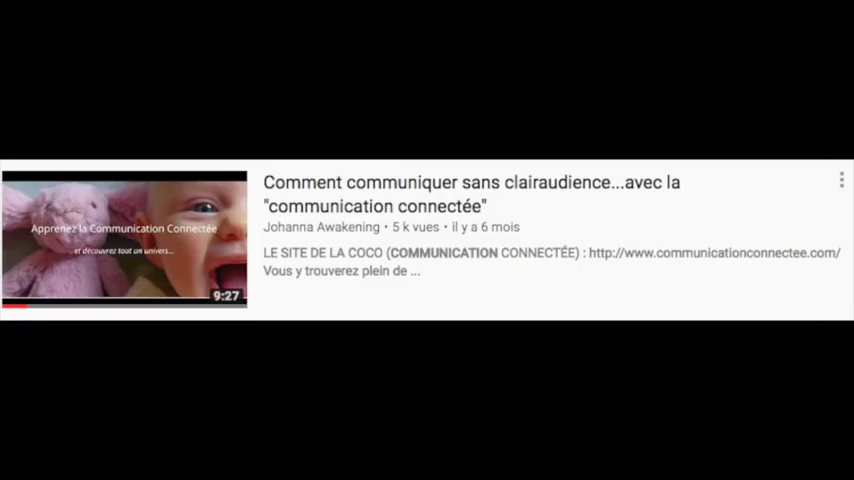 Comment communiquer sans clairaudience...avec la
"communication connectée"
Johanna Awakening • 5 k vues • il y a 6 mois
LE SITE DE LA COCO (COMMUNICATION CONNECTÉE) : http://www.communicationconnectee.com/
Vous y trouverez plein de ...
Apprenez la Communication Connectée
et découvrez tout un univers...
9:27